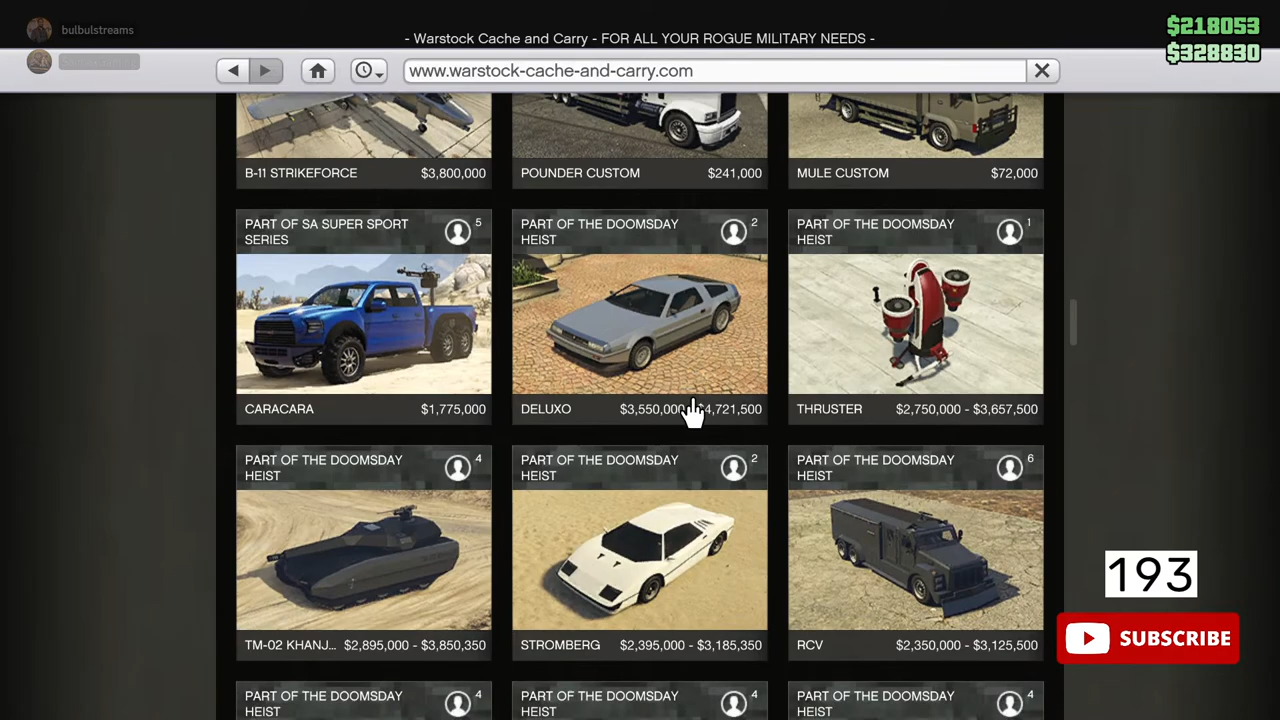 bulbulstreams
$218053
- Warstock Cache and Carry - FOR ALL YOUR ROGUE MILITARY NEEDS -
$328830
www.warstock-cache-and-carry.com
B-11 STRIKEFORCE $3,800,000
POUNDER CUSTOM $241,000
MULE CUSTOM $72,000
PART OF SA SUPER SPORT
SERIES
5
PART OF THE DOOMSDAY
HEIST
2
PART OF THE DOOMSDAY
HEIST
1
CARACARA $1,775,000
DELUXO $3,550,000 $4,721,500
THRUSTER $2,750,000 - $3,657,500
PART OF THE DOOMSDAY
HEIST
4
PART OF THE DOOMSDAY
HEIST
2
PART OF THE DOOMSDAY
HEIST
6
TM-02 KHANJ... $2,895,000 - $3,850,350
STROMBERG $2,395,000 - $3,185,350
RCV $2,350,000 - $3,125,500
193
SUBSCRIBE
PART OF THE DOOMSDAY
HEIST
4
PART OF THE DOOMSDAY
HEIST
4
PART OF THE DOOMSDAY
HEIST
4